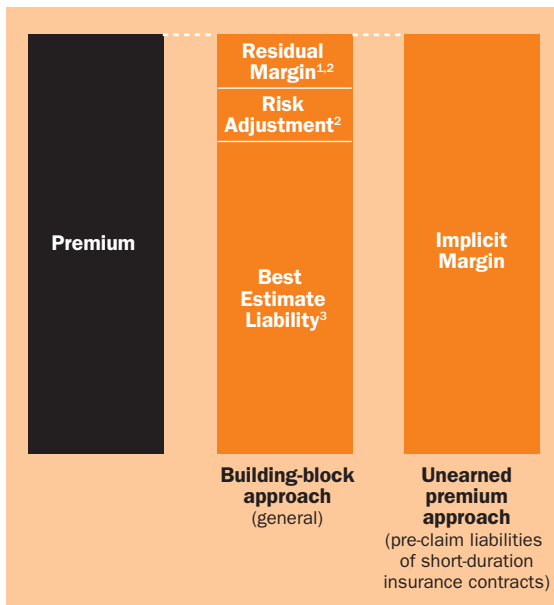 Premium
Residual
Margin1,2
Risk
Adjustment2
Best
Estimate
Liability3
Implicit
Margin
Building-block
approach
(general)
Unearned
premium
approach
(pre-claim liabilities
of short-duration
insurance contracts)